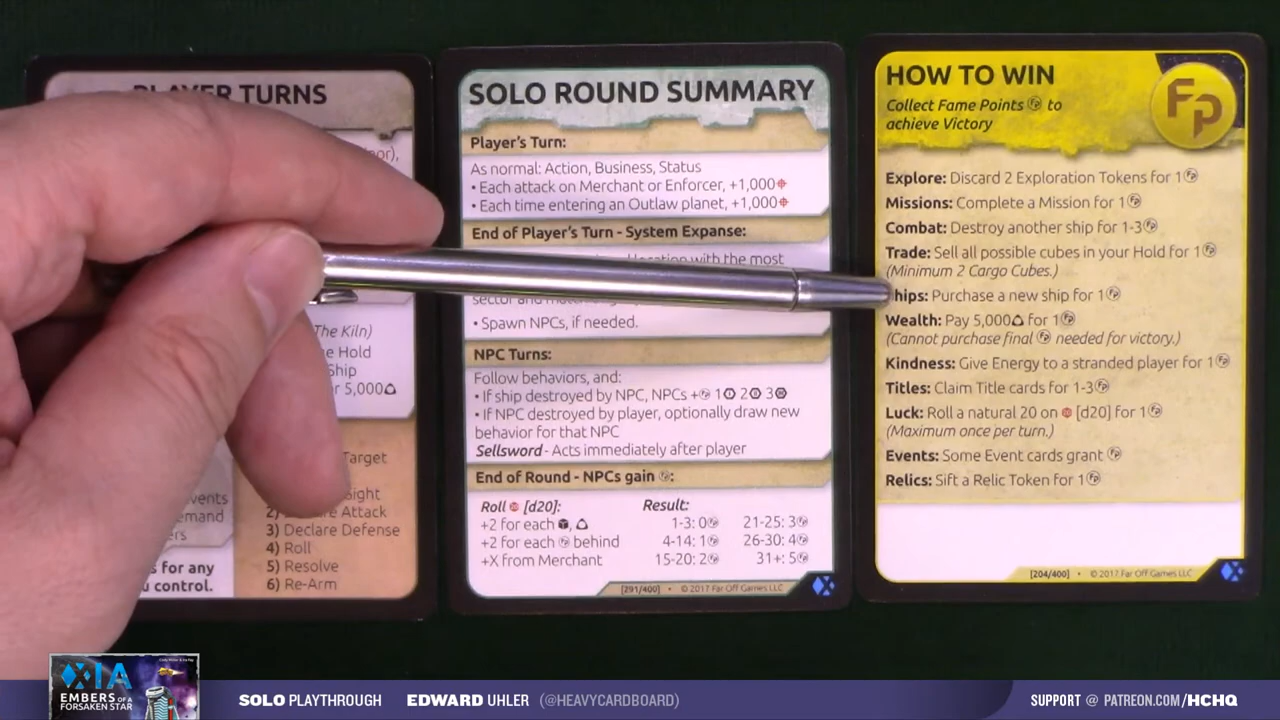 PLAYER TURNS
The Kiln)
e Hold
Ship
r 5,000
Target
ight
2) Attack
3) Declare Defense
4) Roll
5) Resolve
6) Re-Arm
vents
emand
ers
s for any
u control.
SOLO ROUND SUMMARY
Player's Turn:
As normal: Action, Business, Status
• Each attack on Merchant or Enforcer, +1,000
• Each time entering an Outlaw planet, +1,000
End of Player's Turn - System Expanse:
location with the most
sector and
• Spawn NPCs, if needed.
NPC Turns:
Follow behaviors, and:
• If ship destroyed by NPC, NPCs + 1 2 3
• If NPC destroyed by player, optionally draw new
behavior for that NPC
Sellsword - Acts immediately after player
End of Round - NPCs gain :
Roll [d20]: Result:
+2 for each , 1-3: 0 21-25: 3
+2 for each behind 4-14: 1 26-30: 4
+X from Merchant 15-20: 2 31+: 5
[291/400] • © 2017 Far Off Games LLC
HOW TO WIN
FP
Collect Fame Points to
achieve Victory
Explore: Discard 2 Exploration Tokens for 1
Missions: Complete a Mission for 1
Combat: Destroy another ship for 1-3
Trade: Sell all possible cubes in your Hold for 1
(Minimum 2 Cargo Cubes.)
hips: Purchase a new ship for 1
Wealth: Pay 5,000 for 1
(Cannot purchase final needed for victory.)
Kindness: Give Energy to a stranded player for 1
Titles: Claim Title cards for 1-3
Luck: Roll a natural 20 on [d20] for 1
(Maximum once per turn.)
Events: Some Event cards grant
Relics: Sift a Relic Token for 1
[204/400] • © 2017 Far Off Games LLC
XIA
EMBERS OF A
FORSAKEN STAR
SOLO PLAYTHROUGH EDWARD UHLER (@HEAVYCARDBOARD) SUPPORT @ PATREON.COM/HCHQ